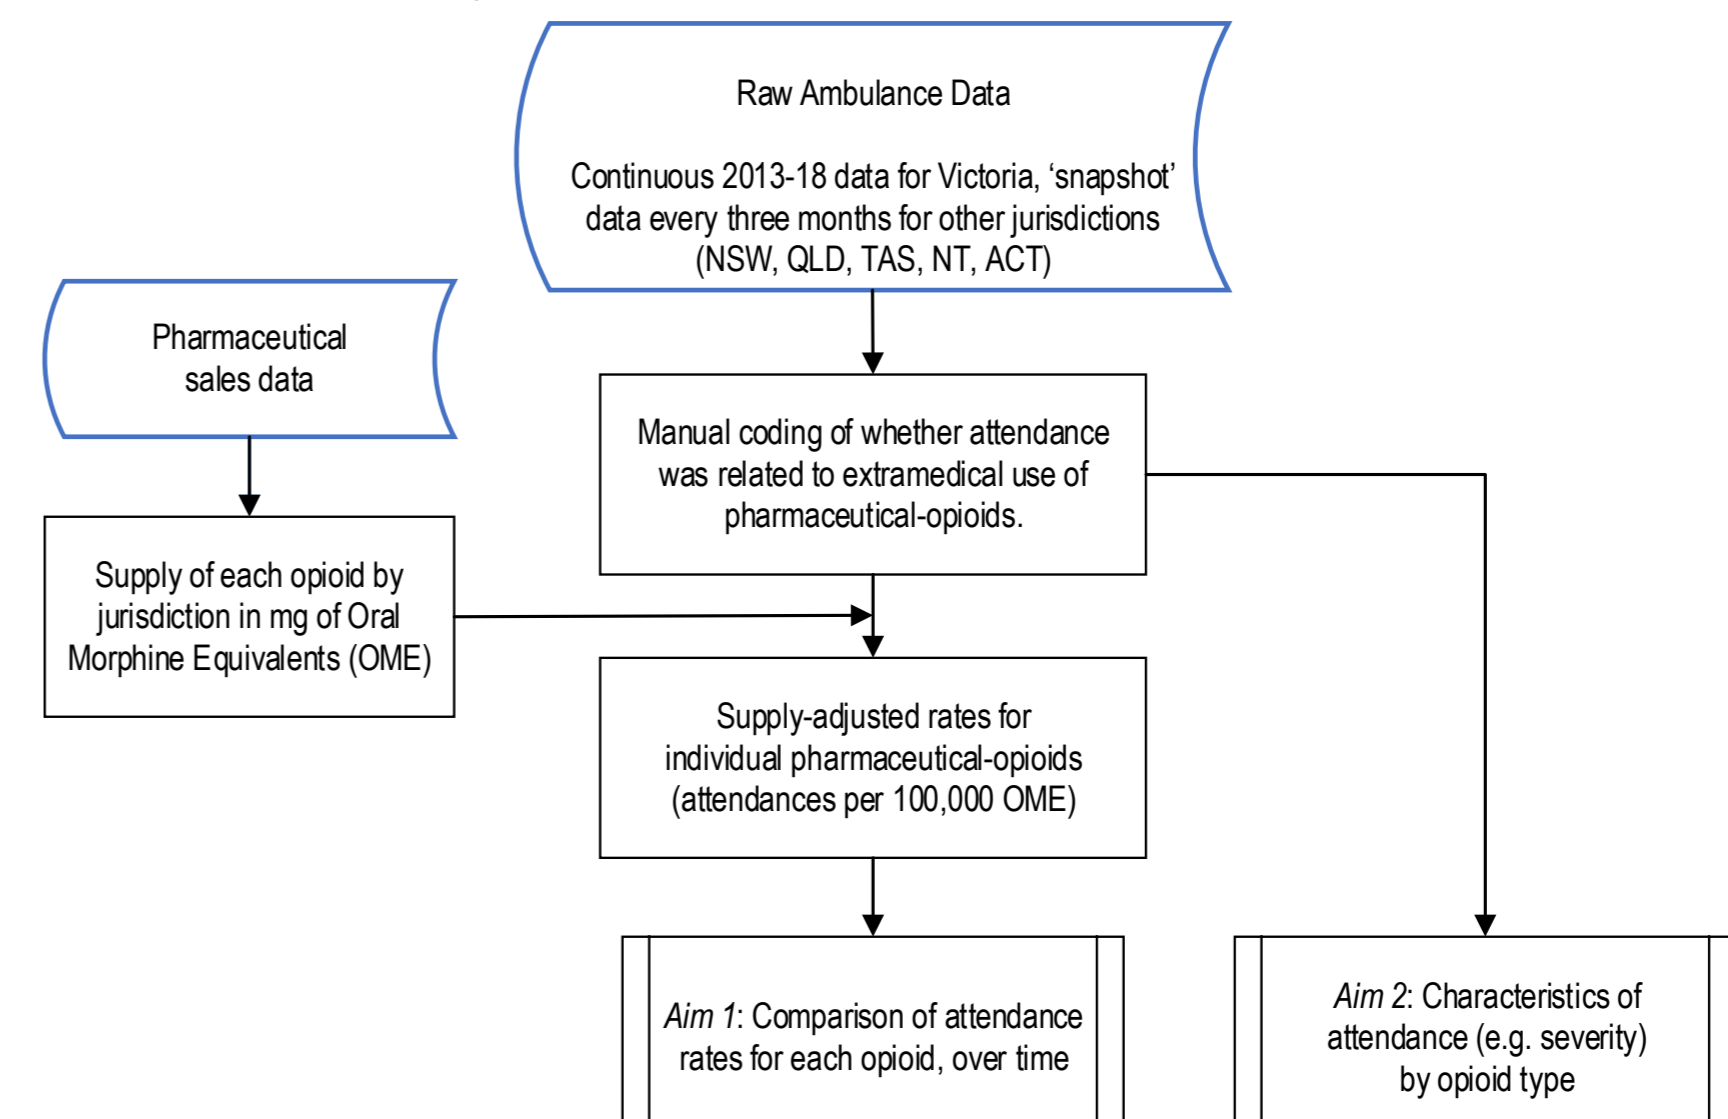 Raw Ambulance Data
Continuous 2013-18 data for Victoria, ‘snapshot’
data every three months for other jurisdictions
(NSW, QLD, TAS, NT, ACT)
Pharmaceutical
sales data
Manual coding of whether attendance
was related to extramedical use of
pharmaceutical-opioids.
Supply of each opioid by
jurisdiction in mg of Oral
Morphine Equivalents (OME)
Supply-adjusted rates for
individual pharmaceutical-opioids
(attendances per 100,000 OME)
Aim 1: Comparison of attendance
rates for each opioid, over time
Aim 2: Characteristics of
attendance (e.g. severity)
by opioid type